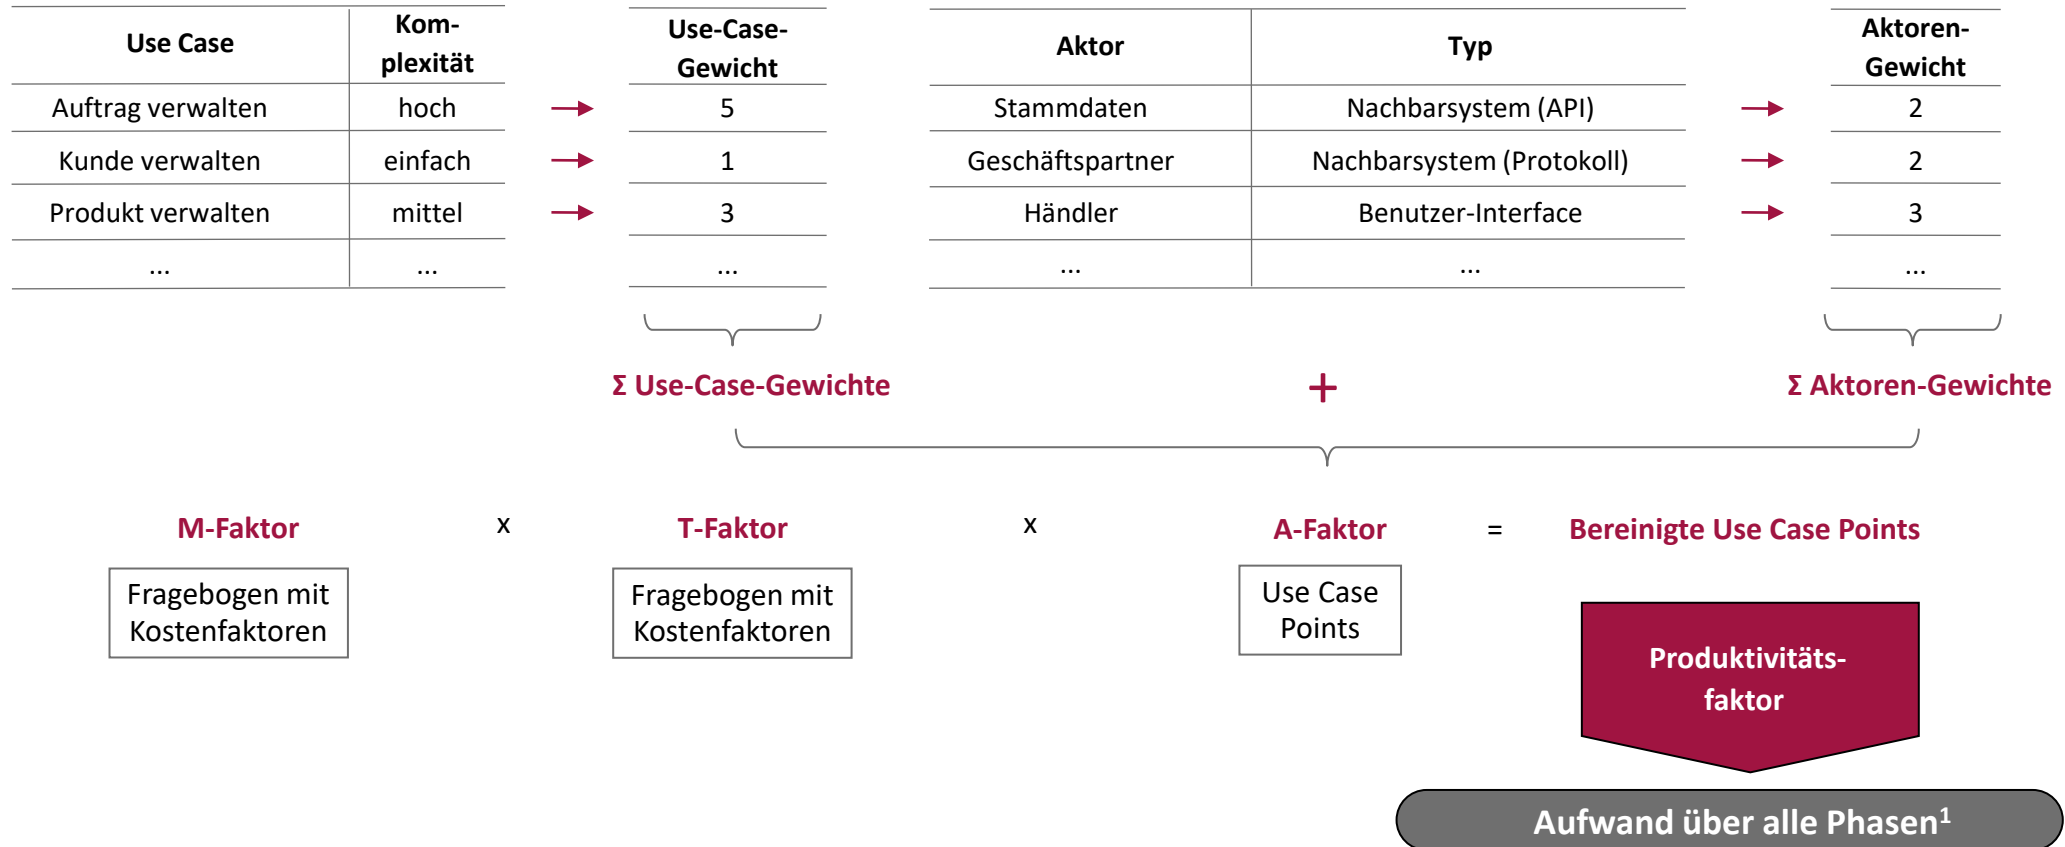 Use Case
Kom-
plexität
Use-Case-
Gewicht
Aktor
Typ
Aktoren-
Gewicht
Auftrag verwalten hoch → 5 Stammdaten Nachbarsystem (API) → 2
Kunde verwalten einfach → 1 Geschäftspartner Nachbarsystem (Protokoll) → 2
Produkt verwalten mittel → 3 Händler Benutzer-Interface → 3
... ... ... ... ... ...
Σ Use-Case-Gewichte + Σ Aktoren-Gewichte
M-Faktor x T-Faktor x A-Faktor = Bereinigte Use Case Points
Fragebogen mit
Kostenfaktoren
Fragebogen mit
Kostenfaktoren
Use Case
Points
Produktivitäts-
faktor
Aufwand über alle Phasen¹